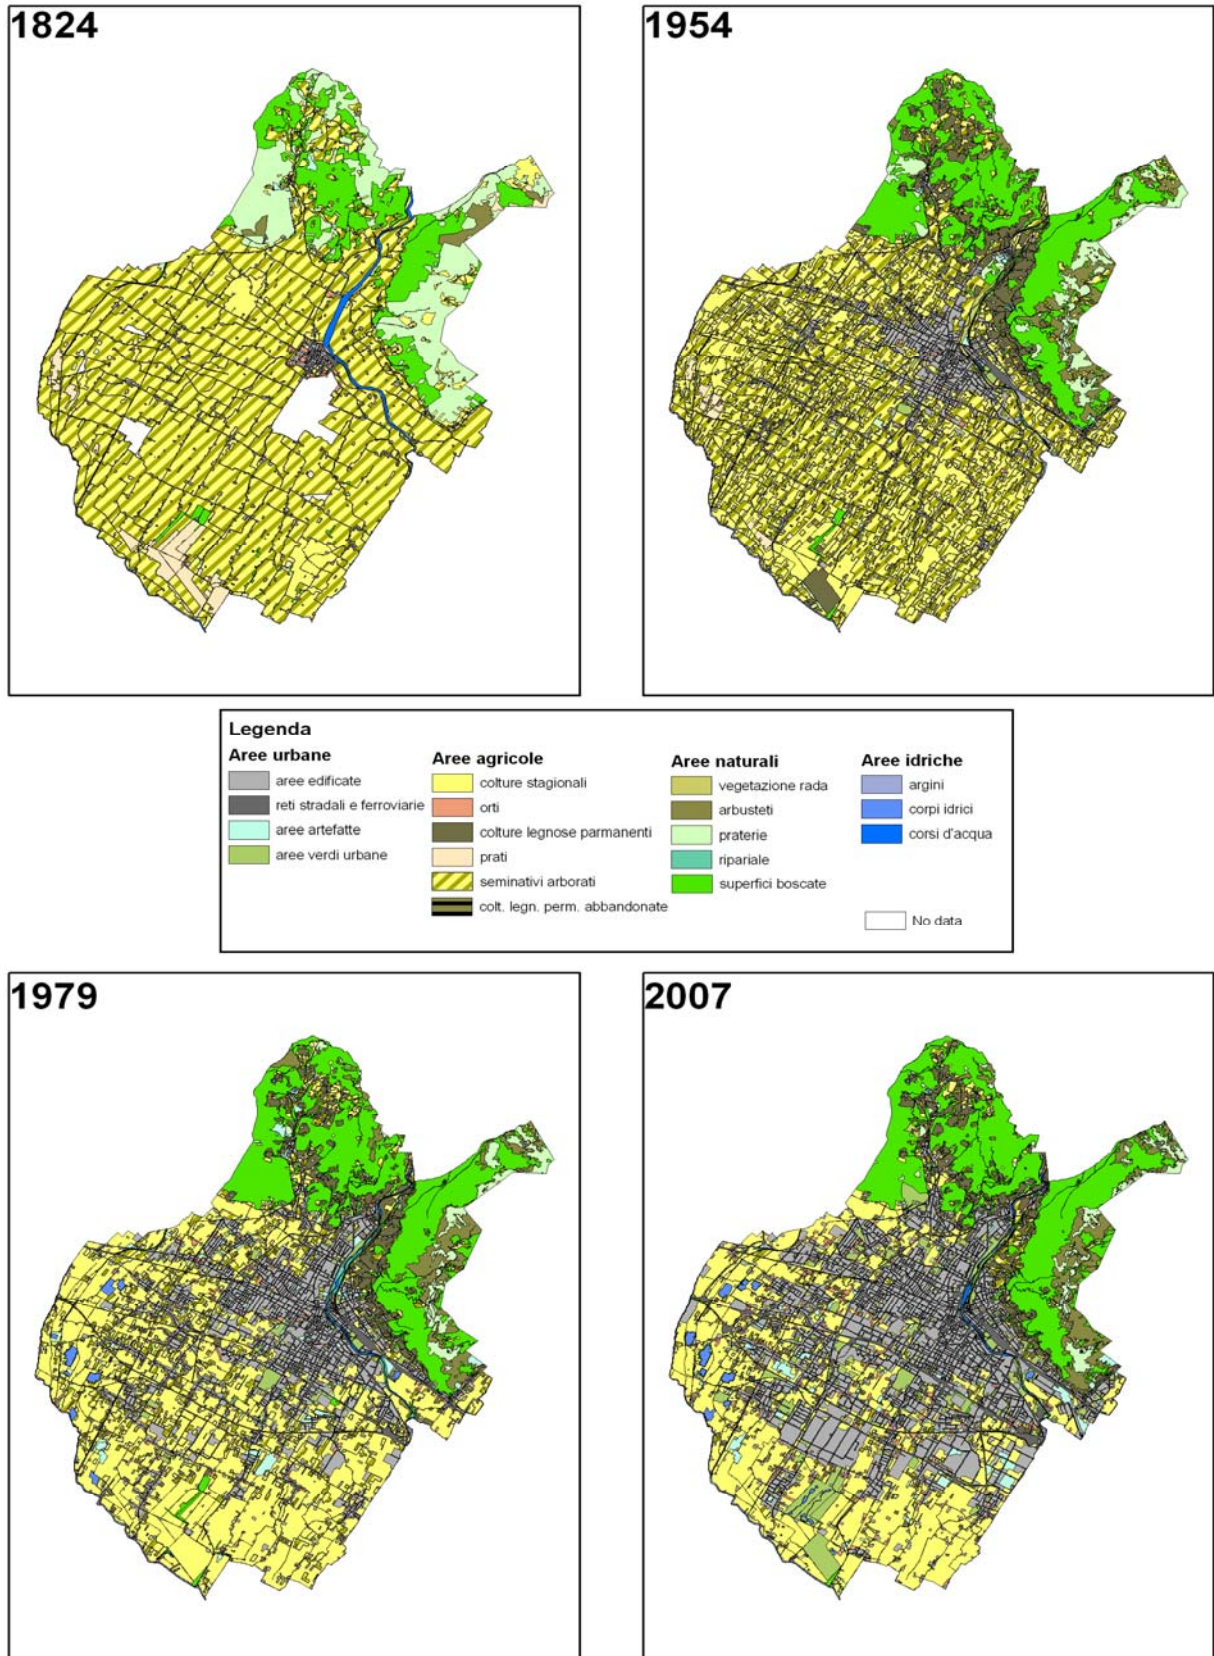 1824
1954
Legenda
Aree urbane
aree edificate
reti stradali e ferroviarie
aree artefatte
aree verdi urbane
Aree agricole
colture stagionali
orti
colture legnose parmanenti
prati
seminativi arborati
colt. legn. perm. abbandonate
Aree naturali
vegetazione rada
arbusteti
praterie
ripariale
superfici boscate
Aree idriche
argini
corpi idrici
corsi d'acqua
No data
1979
2007